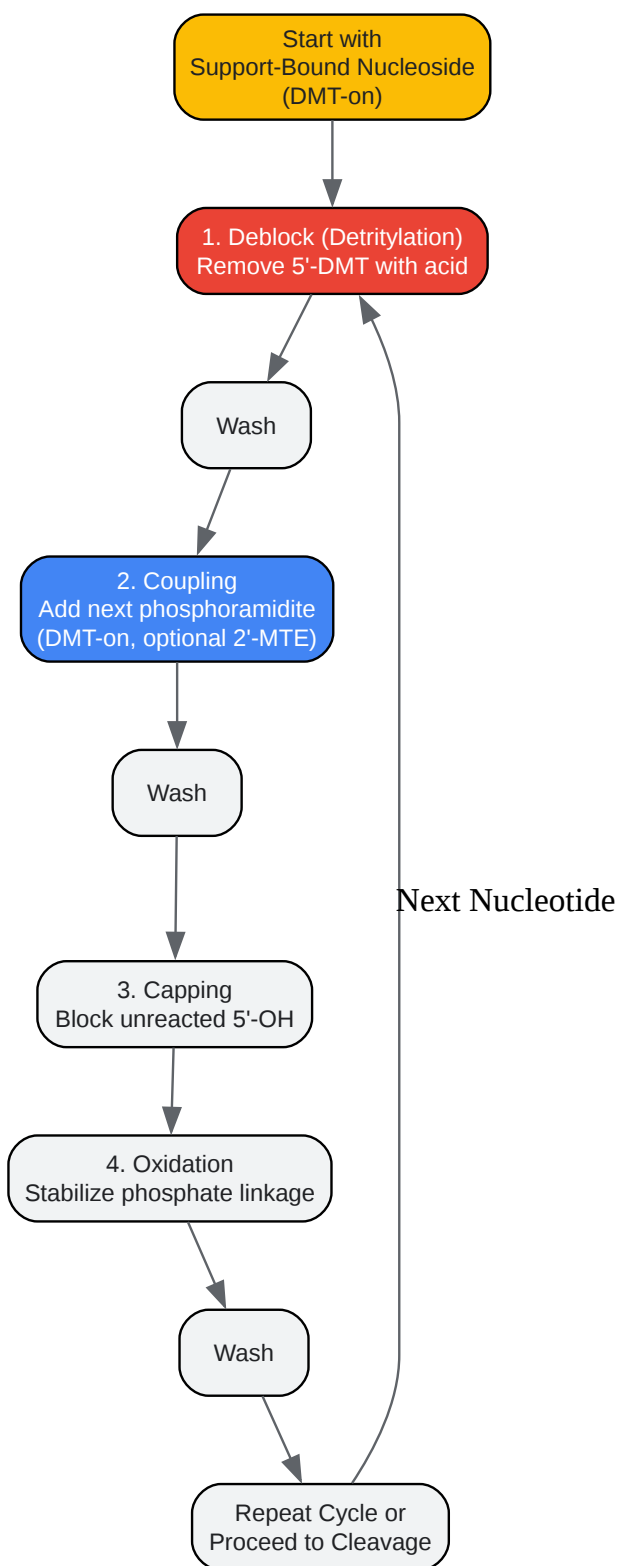 Start with
Support-Bound Nucleoside
(DMT-on)
1. Deblock (Detritylation)
Remove 5'-DMT with acid
Wash
2. Coupling
Add next phosphoramidite
(DMT-on, optional 2'-MTE)
Wash
Next Nucleotide
3. Capping
Block unreacted 5'-OH
4. Oxidation
Stabilize phosphate linkage
Wash
Repeat Cycle or
Proceed to Cleavage